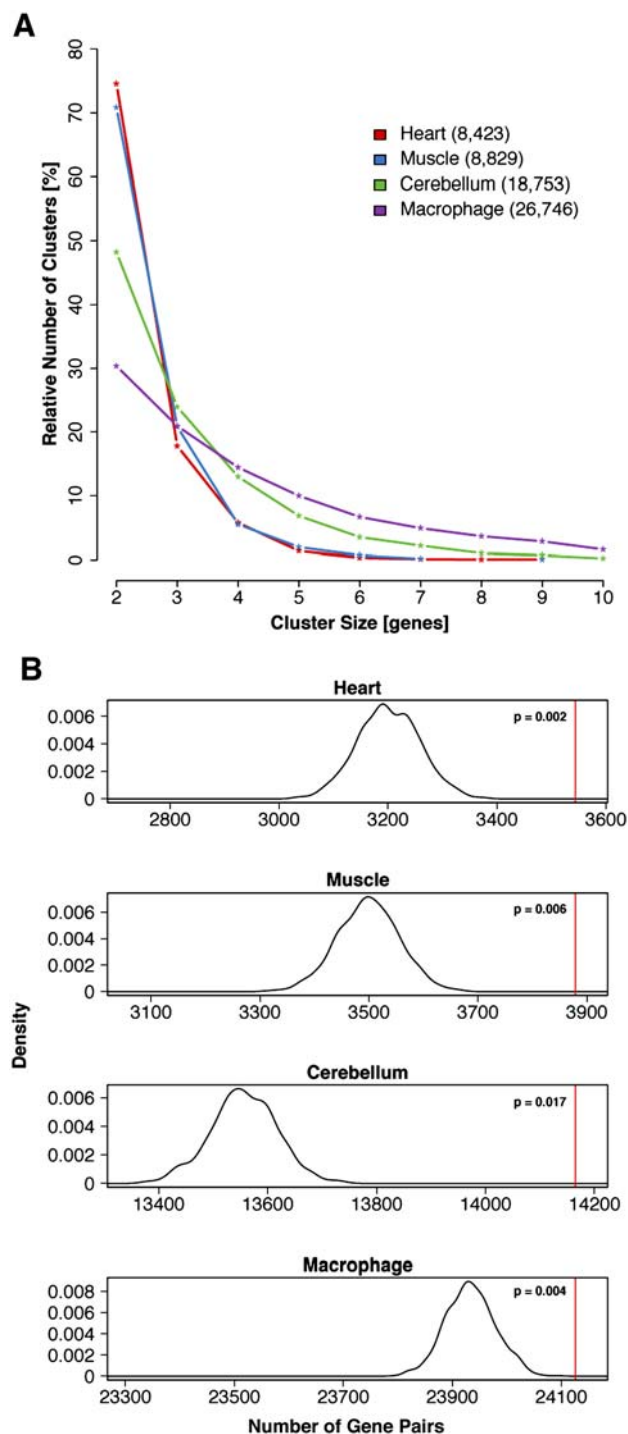 A
80
70
60
50
40
30
20
10
0
Relative Number of Clusters [%]
Heart (8,423)
Muscle (8,829)
Cerebellum (18,753)
Macrophage (26,746)
2 3 4 5 6 7 8 9 10
Cluster Size [genes]
B
Heart
p = 0.002
0.006
0.004
0.002
0
2800 3000 3200 3400 3600
Muscle
p = 0.006
0.006
0.004
0.002
0
3100 3300 3500 3700 3900
Density
Cerebellum
p = 0.017
0.006
0.004
0.002
0
13400 13600 13800 14000 14200
Macrophage
p = 0.004
0.008
0.006
0.004
0.002
0
23300 23500 23700 23900 24100
Number of Gene Pairs